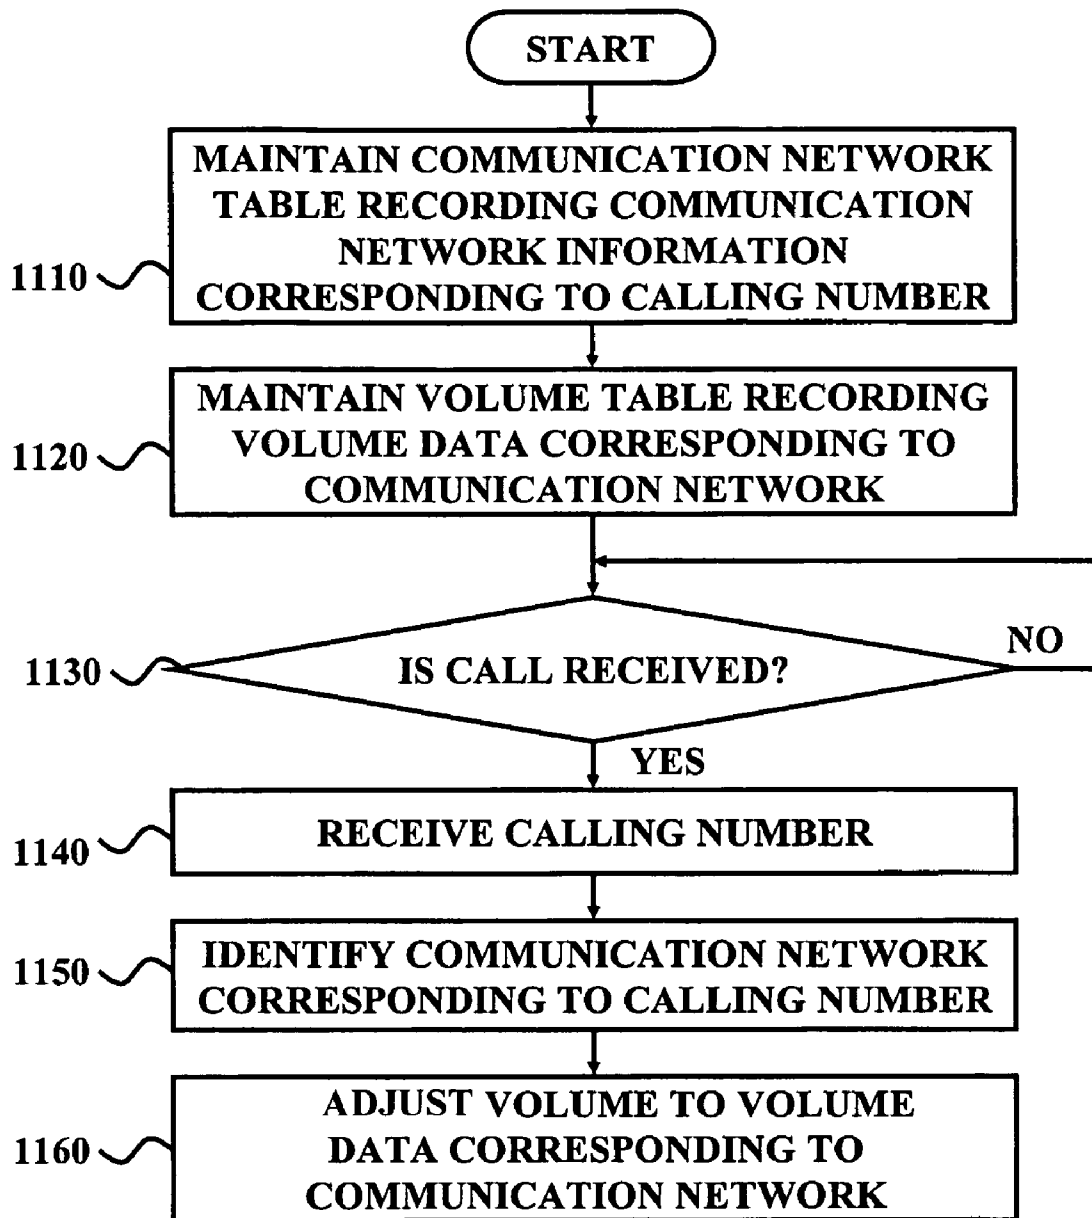 START
MAINTAIN COMMUNICATION NETWORK
TABLE RECORDING COMMUNICATION
NETWORK INFORMATION
CORRESPONDING TO CALLING NUMBER
1110
MAINTAIN VOLUME TABLE RECORDING
VOLUME DATA CORRESPONDING TO
COMMUNICATION NETWORK
1120
IS CALL RECEIVED?
1130
NO
YES
RECEIVE CALLING NUMBER
1140
IDENTIFY COMMUNICATION NETWORK
CORRESPONDING TO CALLING NUMBER
1150
ADJUST VOLUME TO VOLUME
DATA CORRESPONDING TO
COMMUNICATION NETWORK
1160